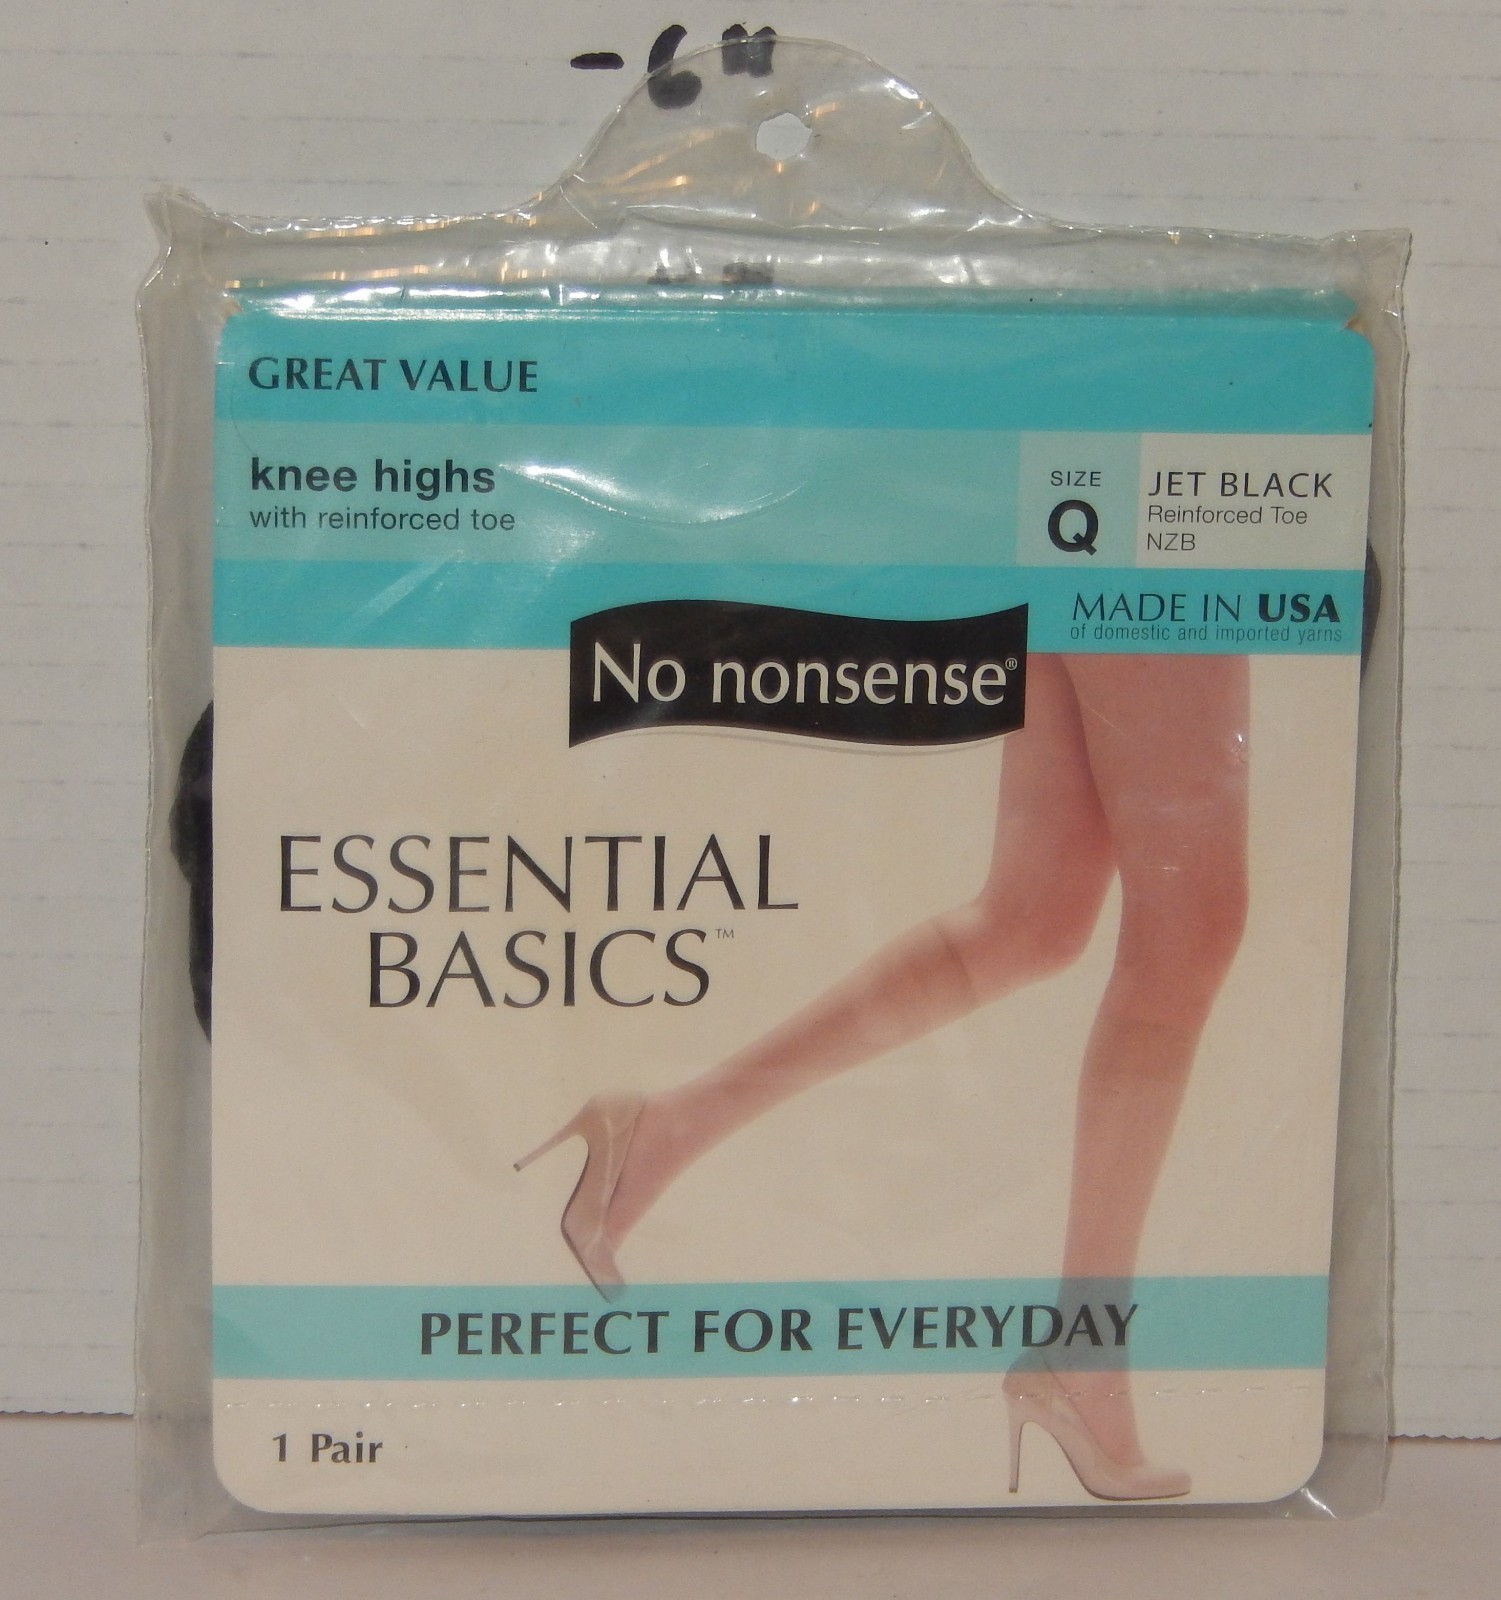 - 6"
GREAT VALUE
knee highs
with reinforced toe
SIZE
Q
JET BLACK
Reinforced Toe
NZB
MADE IN USA
of domestic and imported yarns
No nonsense®
ESSENTIAL
BASICS™
PERFECT FOR EVERYDAY
1 Pair